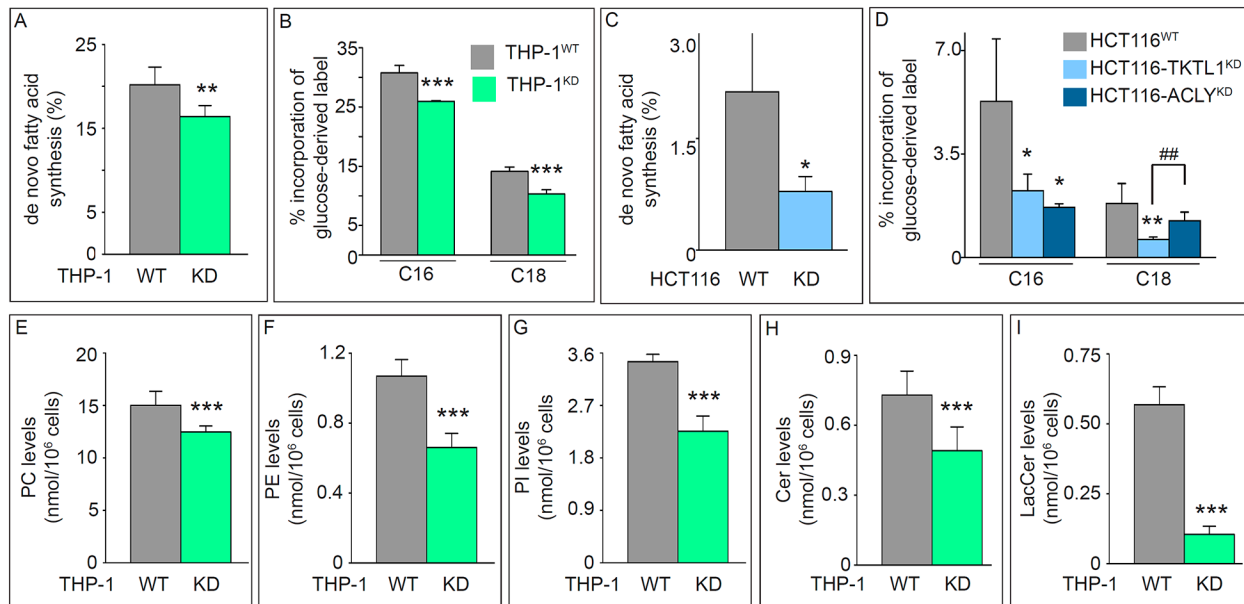 A
de novo fatty acid
synthesis (%)
25
15
15
0
**
THP-1 WT KD
B
% incorporation of
glucose-derived label
35
25
15
10
0
THP-1WT
THP-1KD
***
***
C16 C18
C
de novo fatty acid
synthesis (%)
3.0
1.5
0
*
HCT116 WT KD
D
% incorporation of
glucose-derived label
7.0
3.5
0
HCT116WT
HCT116-TKTL1KD
HCT116-ACLYKD
* * ** ##
C16 C18
E
PC levels
(nmol/10⁶ cells)
20
15
10
5
0
***
THP-1 WT KD
F
PE levels
(nmol/10⁶ cells)
1.2
0.6
0.4
0
***
THP-1 WT KD
G
PI levels
(nmol/10⁶ cells)
3.6
2.7
1.8
0.9
0
***
THP-1 WT KD
H
Cer levels
(nmol/10⁶ cells)
0.9
0.6
0.3
0
***
THP-1 WT KD
I
LacCer levels
(nmol/10⁶ cells)
0.75
0.50
0.25
0
***
THP-1 WT KD